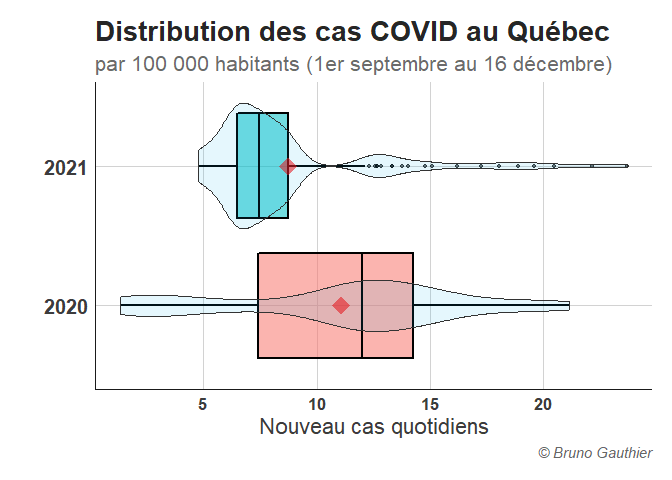 Distribution des cas COVID au Québec
par 100 000 habitants (1er septembre au 16 décembre)
2021
2020
5 10 15 20
Nouveau cas quotidiens
© Bruno Gauthier